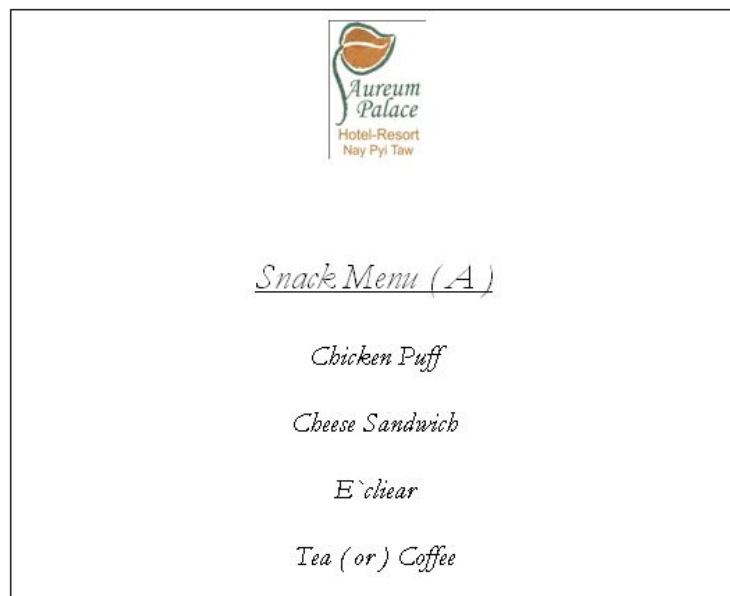 Aureum
Palace
Hotel-Resort
Nay Pyi Taw
Snack Menu ( A )
Chicken Puff
Cheese Sandwich
E`cliear
Tea ( or ) Coffee